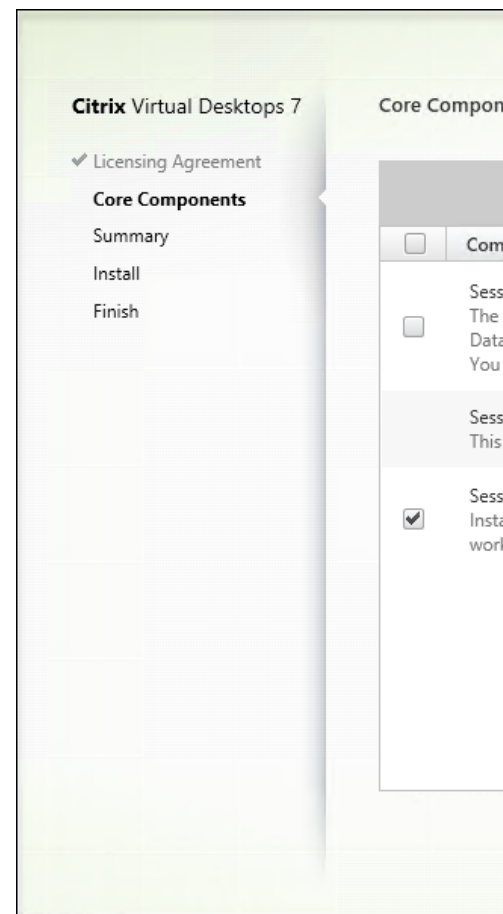 Citrix Virtual Desktops 7
Licensing Agreement
Core Components
Summary
Install
Finish
Core Compon
Com
Sess
The
Data
You
Sess
This
Sess
Insta
work